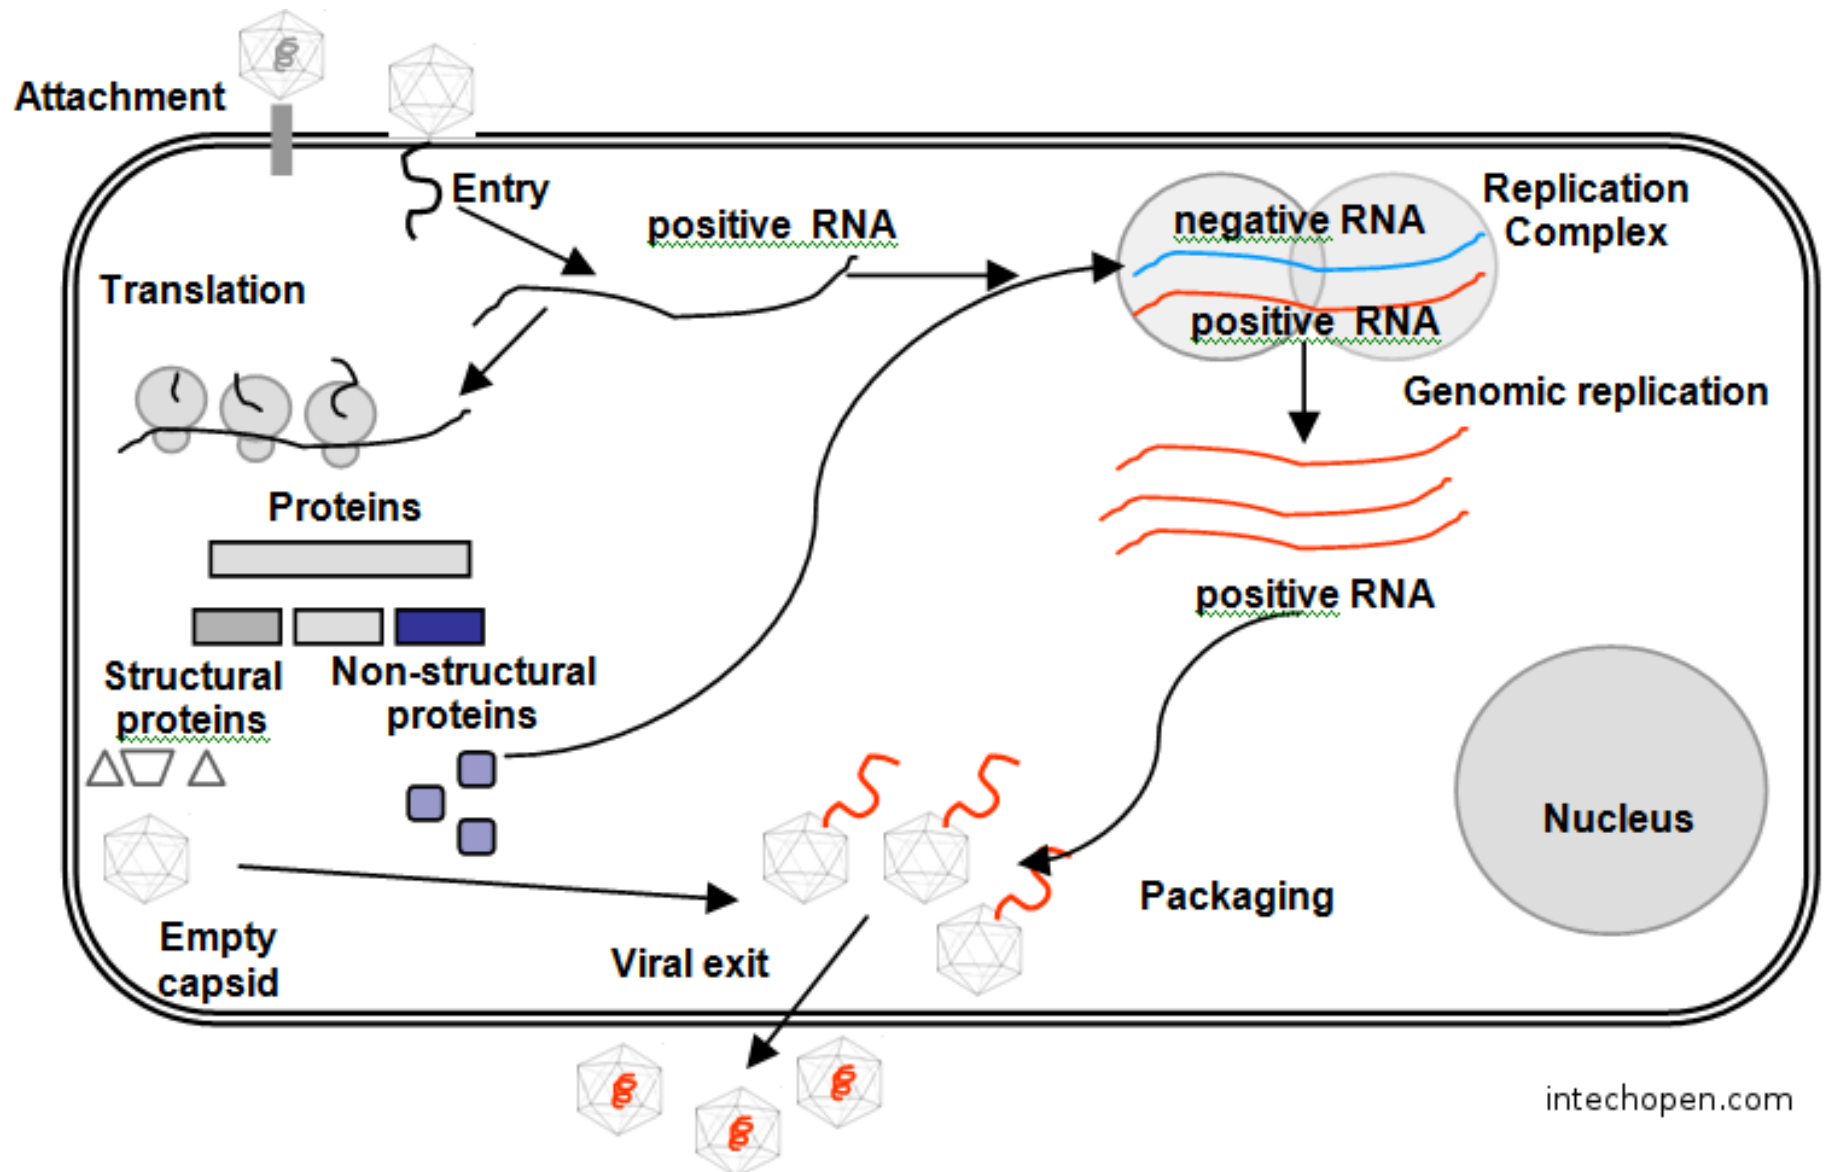 Attachment
Entry
positive RNA
negative RNA
positive RNA
Replication
Complex
Translation
Genomic replication
Proteins
positive RNA
Structural
proteins
Non-structural
proteins
Nucleus
Packaging
Empty
capsid
Viral exit
intechopen.com